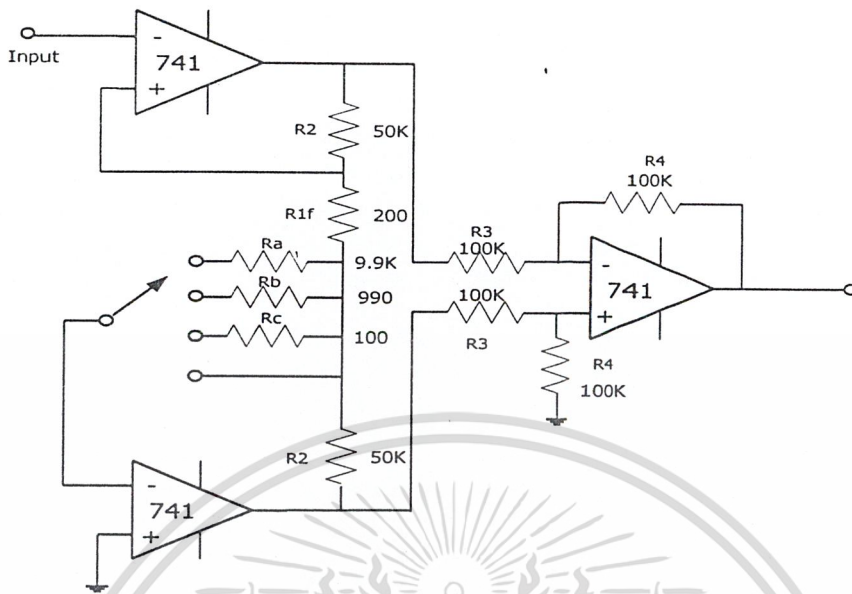 Input
-
741
+
R2 50K
R1f 200
Ra
9.9K
Rb
990
Rc
100
R2 50K
-
741
+
R4
100K
R3
100K
100K
R3
-
741
+
R4
100K